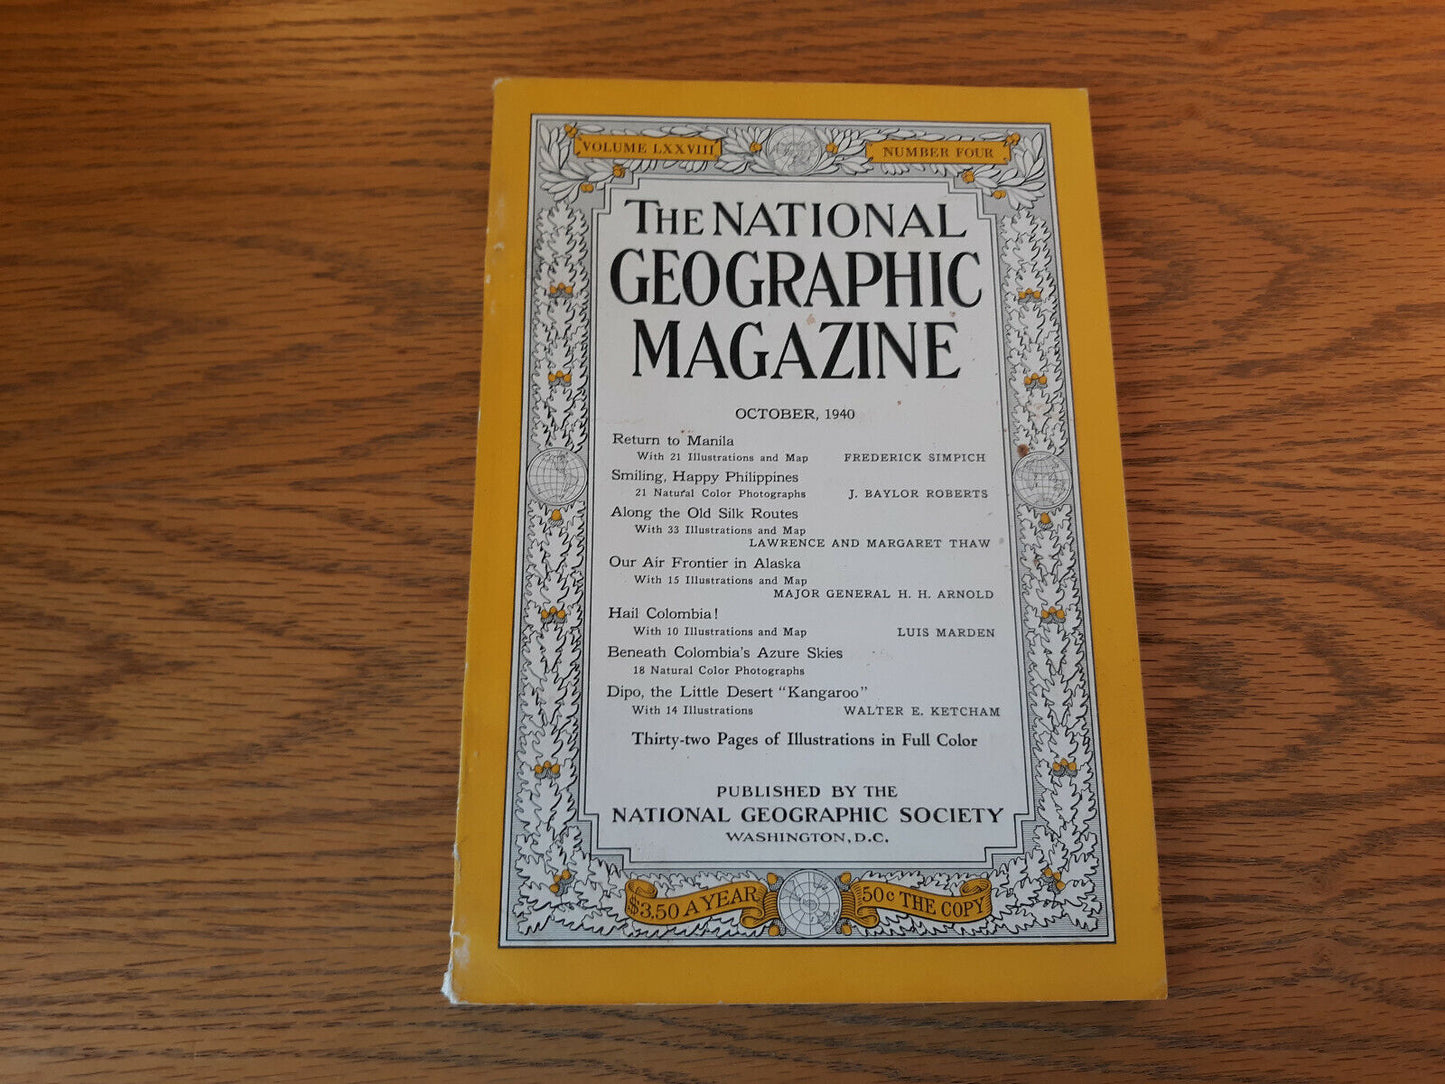 VOLUME LXXVIII
NUMBER FOUR
THE NATIONAL
GEOGRAPHIC
MAGAZINE
OCTOBER, 1940
Return to Manila
With 21 Illustrations and Map FREDERICK SIMPICH
Smiling, Happy Philippines
21 Natural Color Photographs J. BAYLOR ROBERTS
Along the Old Silk Routes
With 33 Illustrations and Map
LAWRENCE AND MARGARET THAW
Our Air Frontier in Alaska
With 15 Illustrations and Map
MAJOR GENERAL H. H. ARNOLD
Hail Colombia!
With 10 Illustrations and Map LUIS MARDEN
Beneath Colombia's Azure Skies
18 Natural Color Photographs
Dipo, the Little Desert "Kangaroo"
With 14 Illustrations WALTER E. KETCHAM
Thirty-two Pages of Illustrations in Full Color
PUBLISHED BY THE
NATIONAL GEOGRAPHIC SOCIETY
WASHINGTON, D.C.
$3.50 A YEAR
50c THE COPY